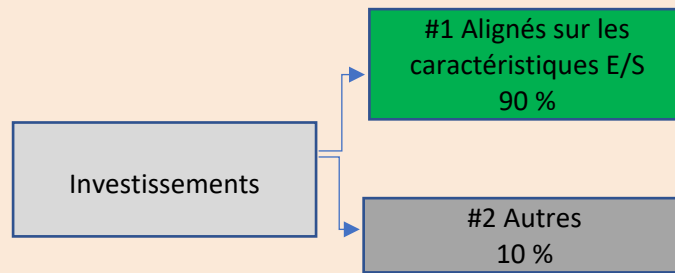 Investissements
#1 Alignés sur les
caractéristiques E/S
90 %
#2 Autres
10 %